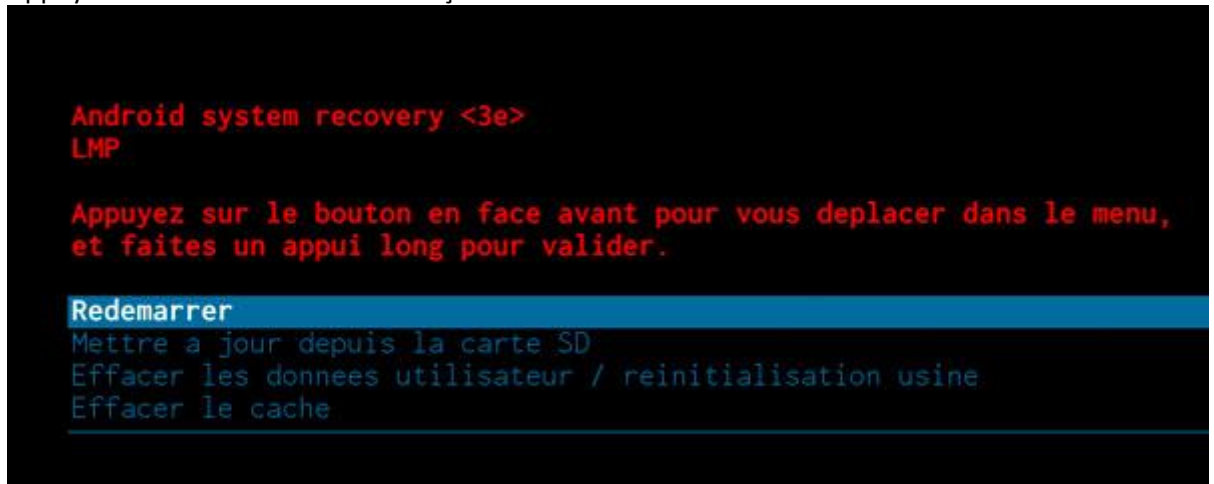 Android system recovery <3e>
LMP
Appuyez sur le bouton en face avant pour vous deplacer dans le menu,
et faites un appui long pour valider.
Redemarrer
Mettre a jour depuis la carte SD
Effacer les donnees utilisateur / reinitialisation usine
Effacer le cache